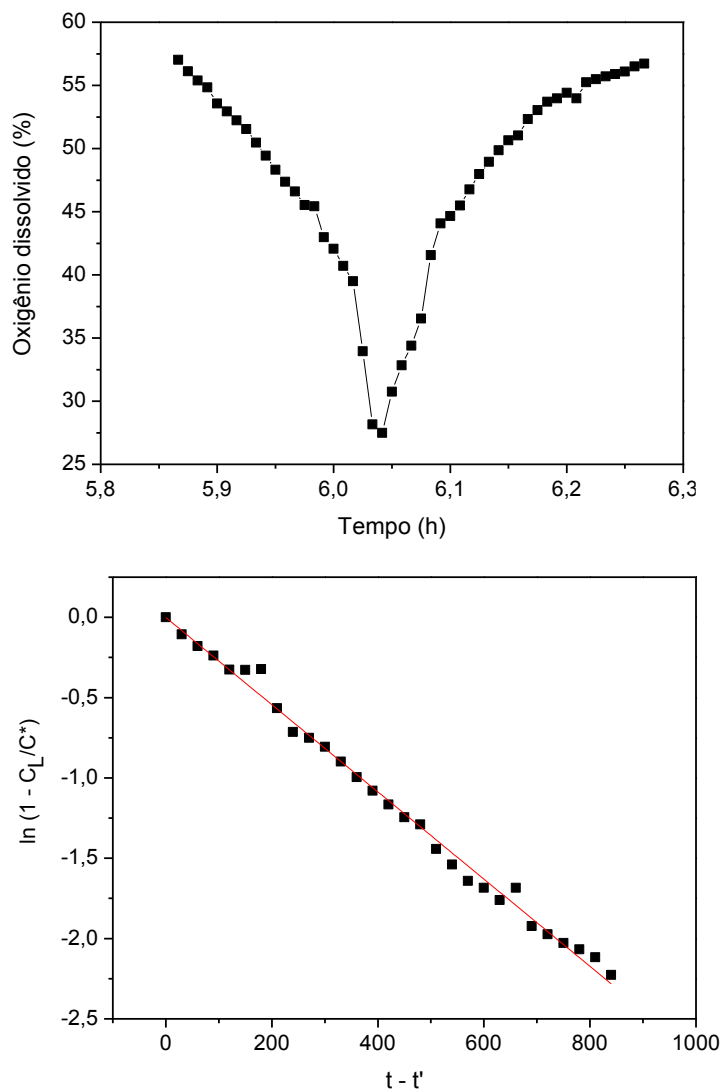 60
55
50
45
40
35
30
25
Oxigênio dissolvido (%)
5,8 5,9 6,0 6,1 6,2 6,3
Tempo (h)
0,0
-0,5
-1,0
-1,5
-2,0
-2,5
ln (1 - C_L/C*)
0 200 400 600 800 1000
t - t'